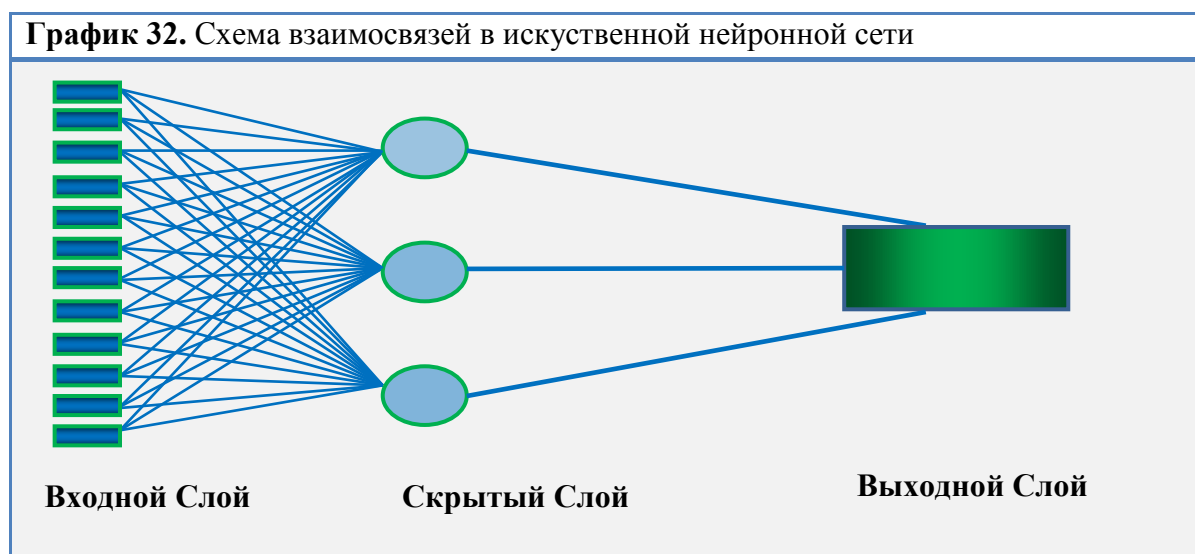 График 32. Схема взаимосвязей в искуственной нейронной сети
Входной Слой
Скрытый Слой
Выходной Слой